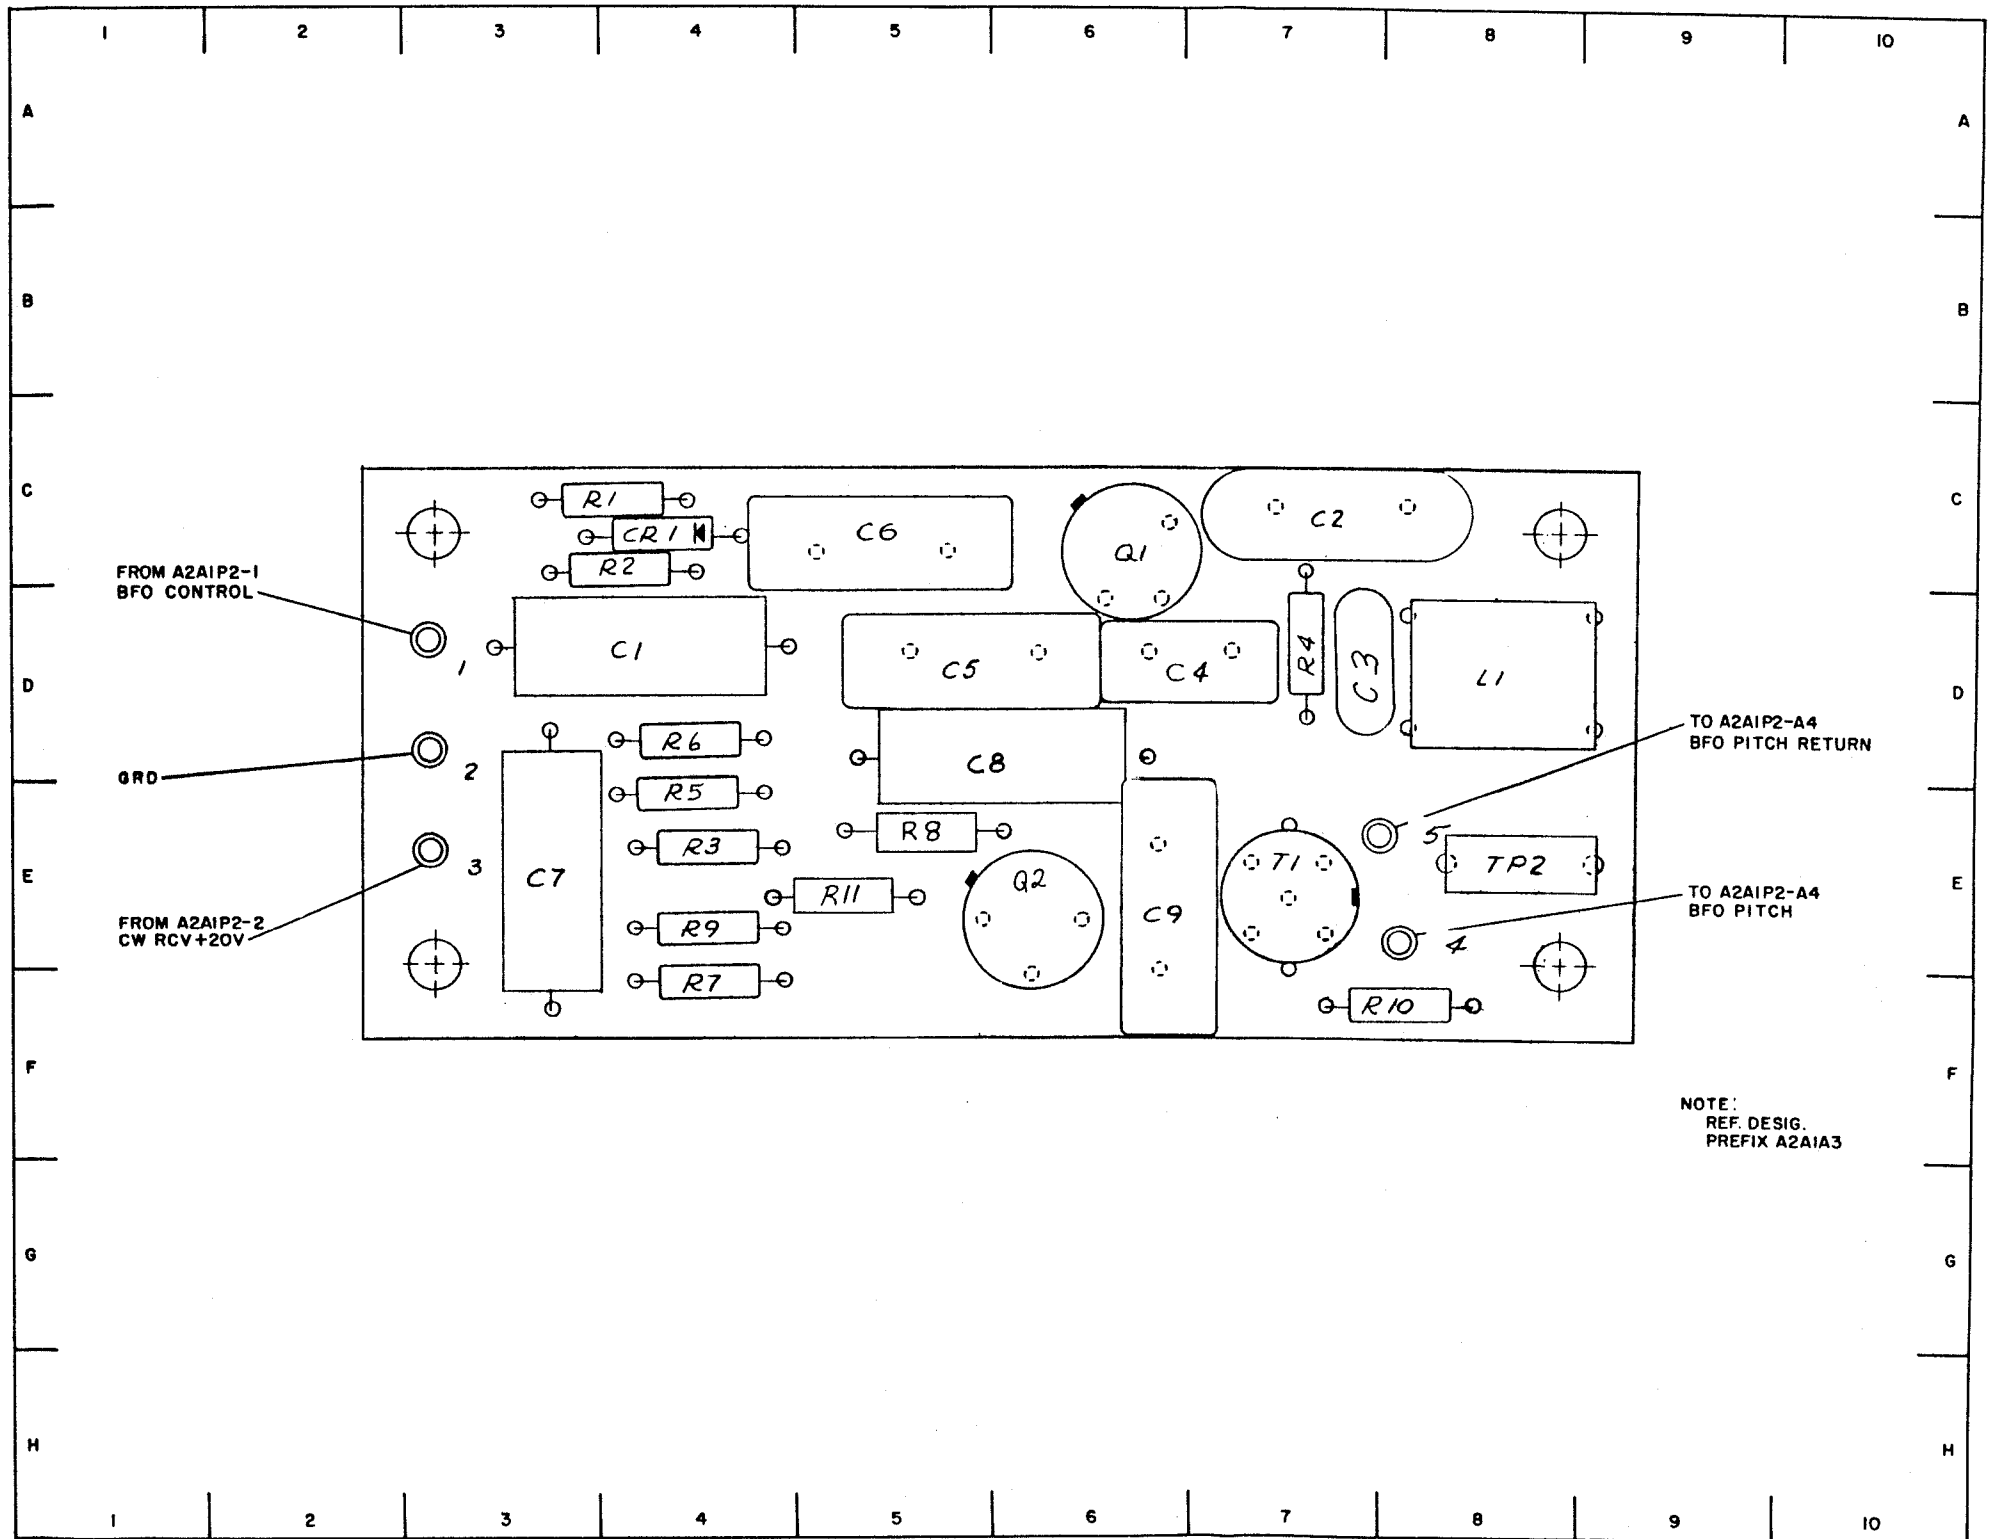 1 2 3 4 5 6 7 8 9 10
A A
B B
C C
R1
CR1
R2
C6
Q1
C2
FROM A2A1P2-1
BFO CONTROL
1
C1
C5
C4
R4
C3
L1
D D
TO A2A1P2-A4
BFO PITCH RETURN
GRD
2
R6
C8
R5
R8
R3
3
C7
R11
Q2
C9
T1
5
TP2
E E
TO A2A1P2-A4
BFO PITCH
4
FROM A2A1P2-2
CW RCV+20V
R9
R7
R10
F F
NOTE:
REF. DESIG.
PREFIX A2A1A3
G G
H H
1 2 3 4 5 6 7 8 9 10